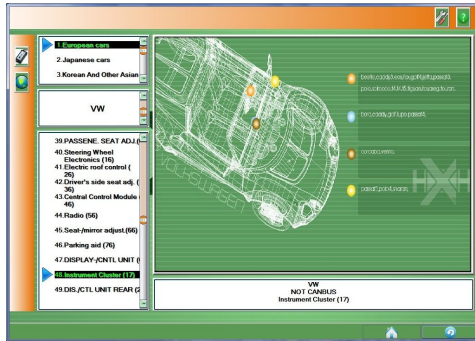 1.European cars
2.Japanese cars
3.Korean And Other Asian
VW
39.PASSENE. SEAT ADJ.(
40.Steering Wheel
Electronics (16)
41.Electric roof control (
26)
42.Driver's side seat adj. (
36)
43.Central Control Module (
46)
44.Radio (56)
45.Seat-/mirror adjust.(66)
46.Parking aid (76)
47.DISPLAY-/CNTL UNIT (
48.Instrument Cluster (17)
49.DIS./CTL UNIT REAR (2
HXH
VW
NOT CANBUS
Instrument Cluster (17)